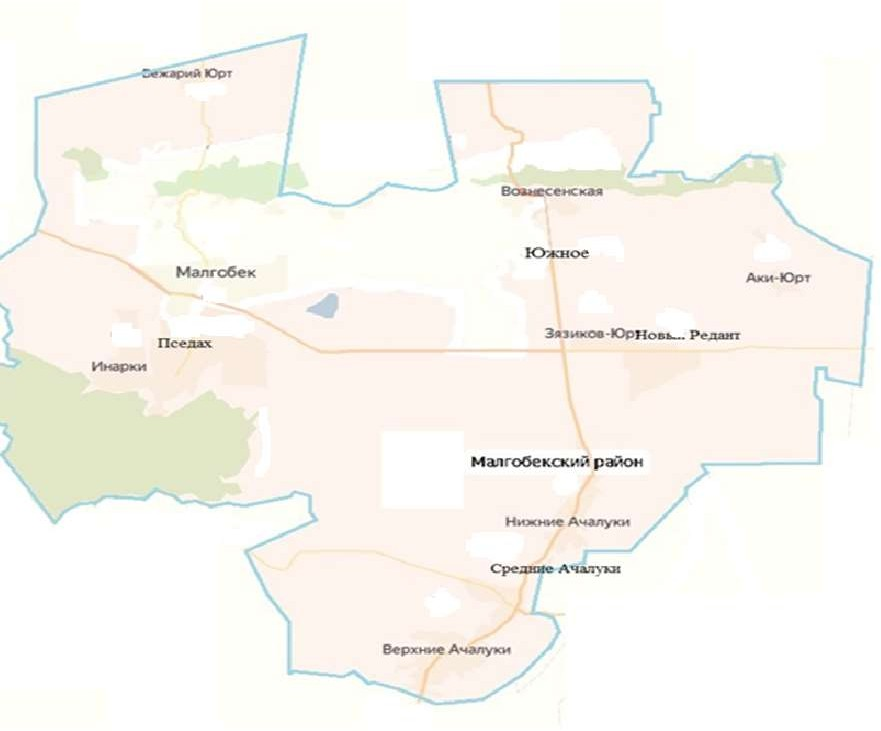 Бежарий Юрт
Вознесенская
Южное
Малгобек
Аки-Юрт
Зязиков-Юрт
Редант
Пседах
Инарки
Малгобекский район
Нижние Ачалуки
Средние Ачалуки
Верхние Ачалуки